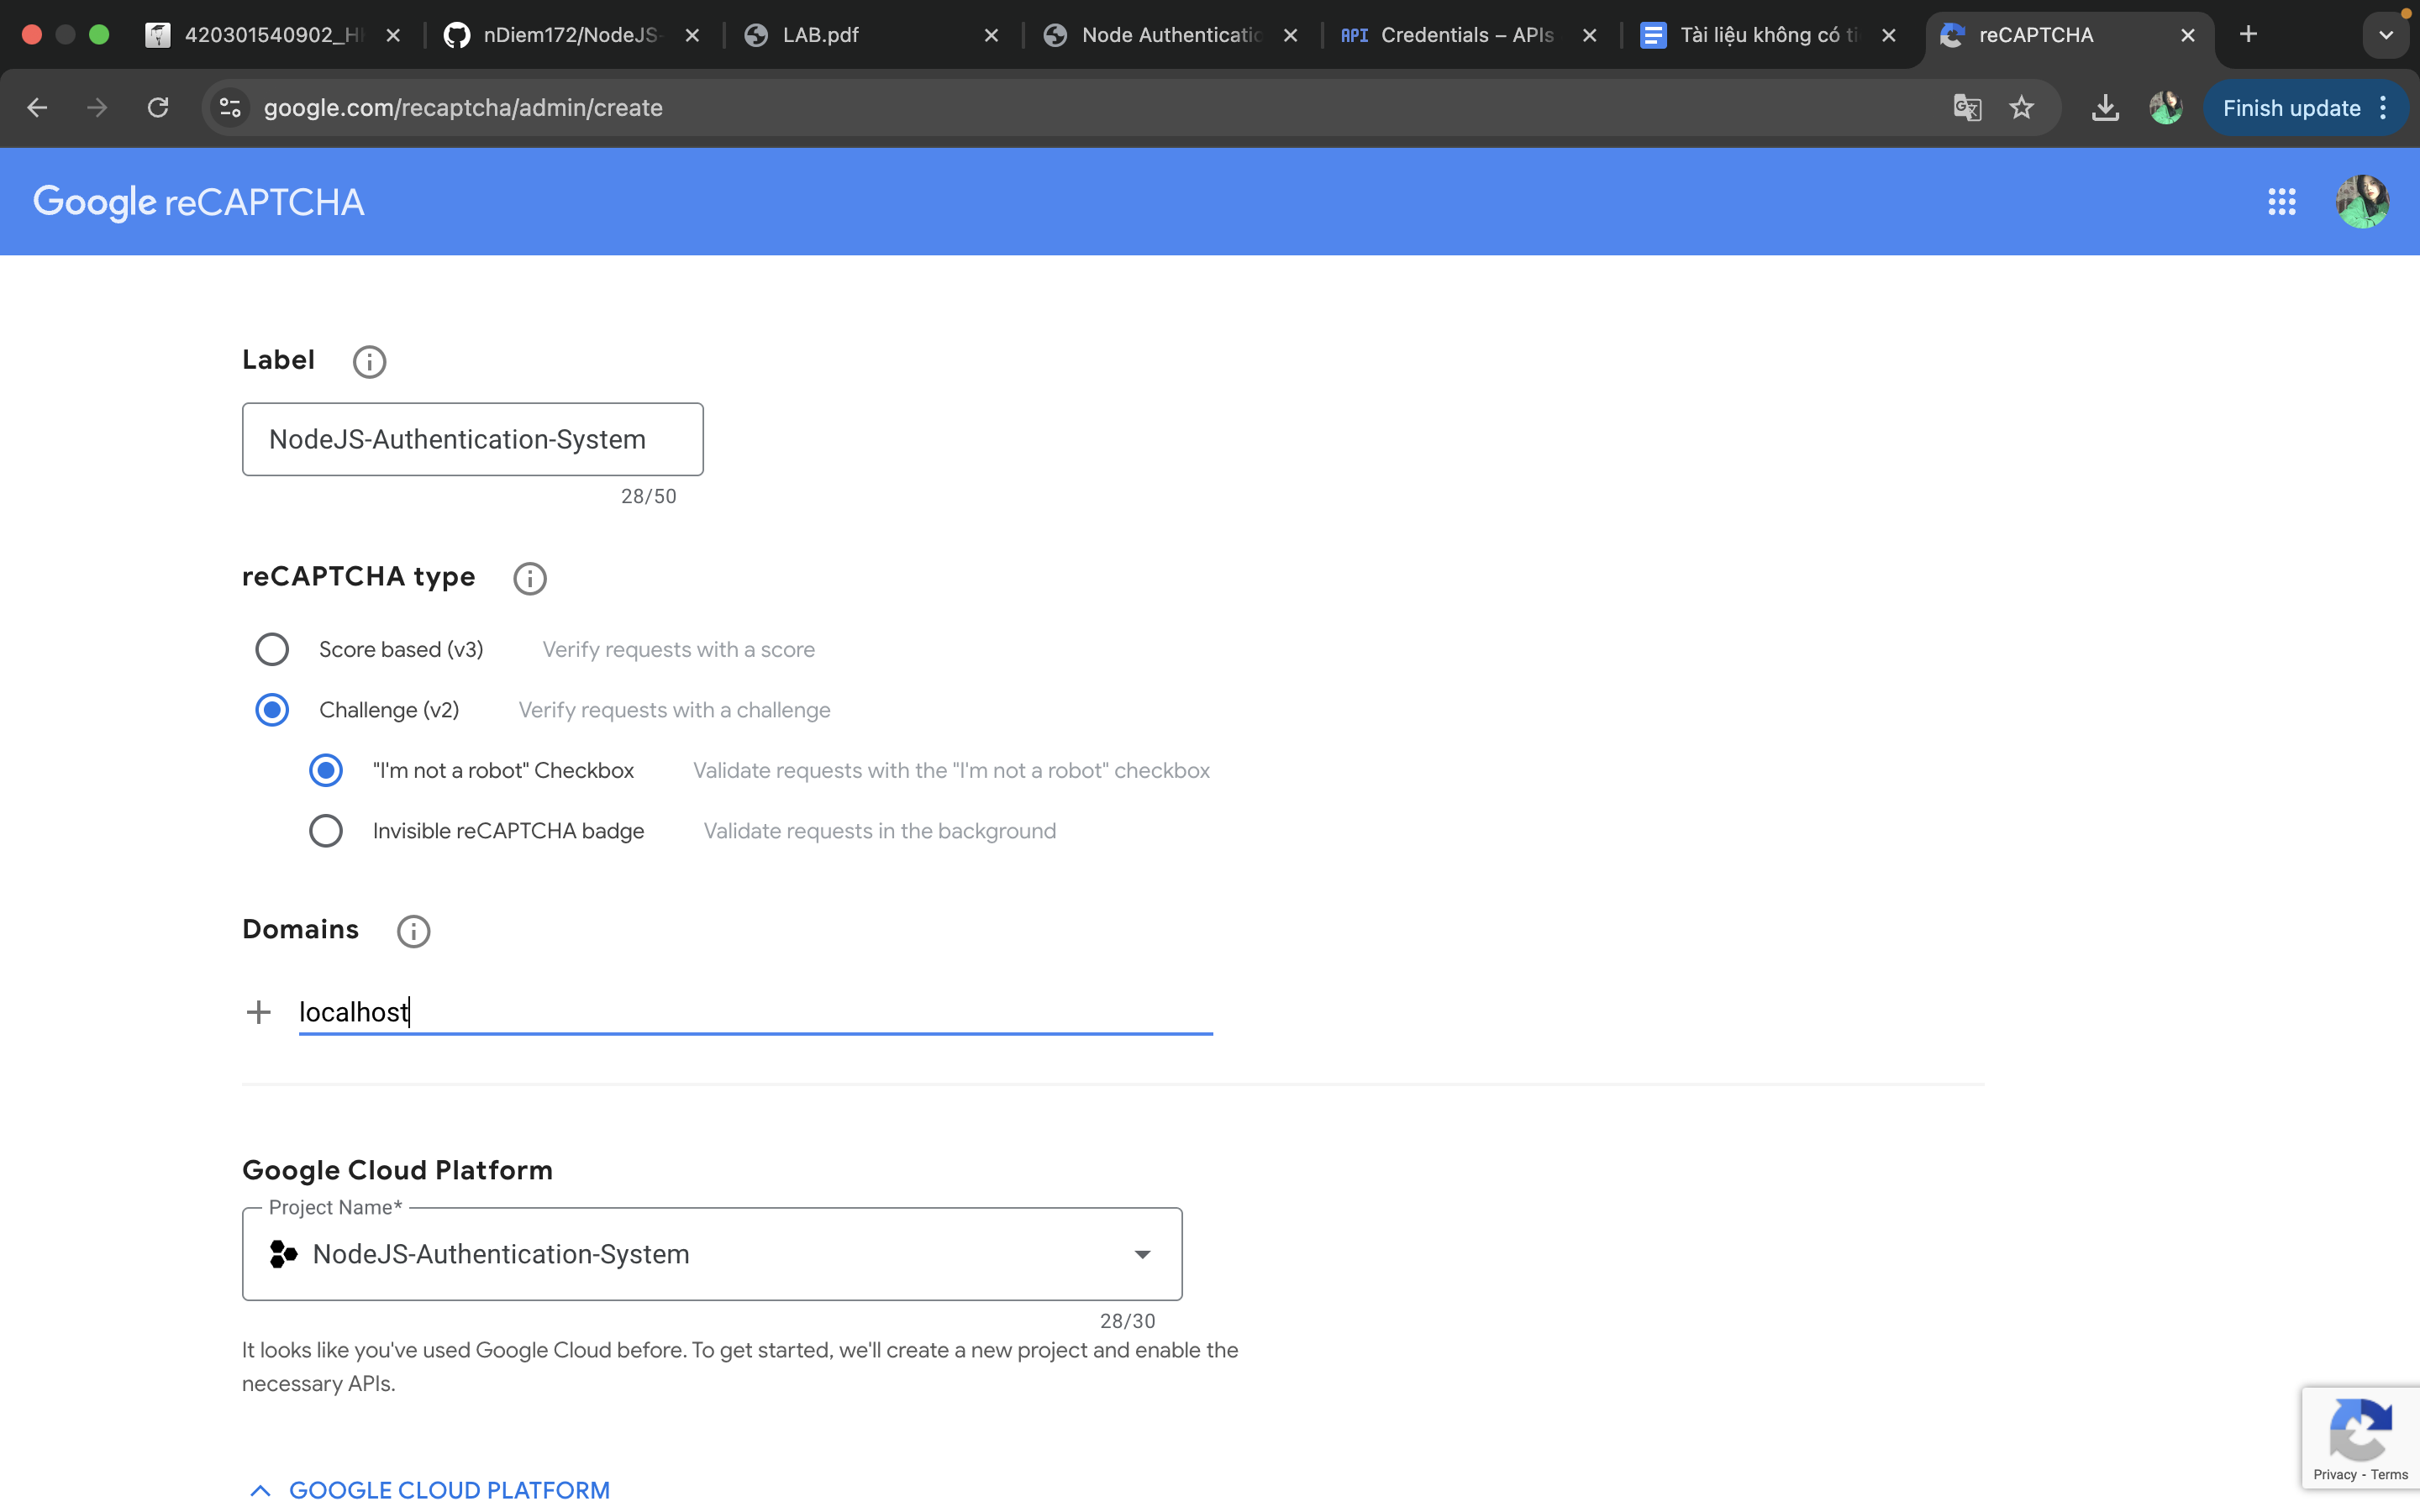 420301540902_H
nDiem172/NodeJS-
LAB.pdf
Node Authenticatio
API Credentials – APIs
Tài liệu không có ti
reCAPTCHA
google.com/recaptcha/admin/create
Finish update
Google reCAPTCHA
Label
NodeJS-Authentication-System
28/50
reCAPTCHA type
Score based (v3) Verify requests with a score
Challenge (v2) Verify requests with a challenge
"I'm not a robot" Checkbox Validate requests with the "I'm not a robot" checkbox
Invisible reCAPTCHA badge Validate requests in the background
Domains
localhost
Google Cloud Platform
Project Name*
NodeJS-Authentication-System
28/30
It looks like you've used Google Cloud before. To get started, we'll create a new project and enable the
necessary APIs.
GOOGLE CLOUD PLATFORM
Privacy - Terms